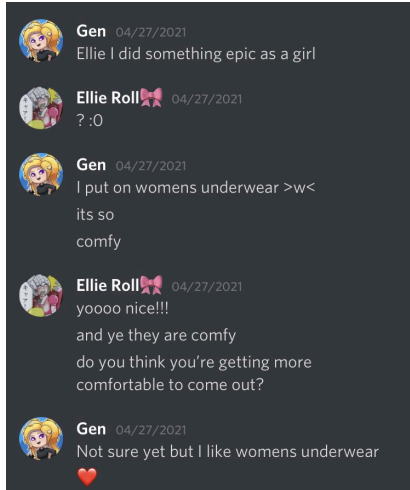 Gen 04/27/2021
Ellie I did something epic as a girl
Ellie Roll🎀 04/27/2021
? :0
Gen 04/27/2021
I put on womens underwear >w<
its so
comfy
Ellie Roll🎀 04/27/2021
yoooo nice!!!
and ye they are comfy
do you think you're getting more
comfortable to come out?
Gen 04/27/2021
Not sure yet but I like womens underwear
❤️